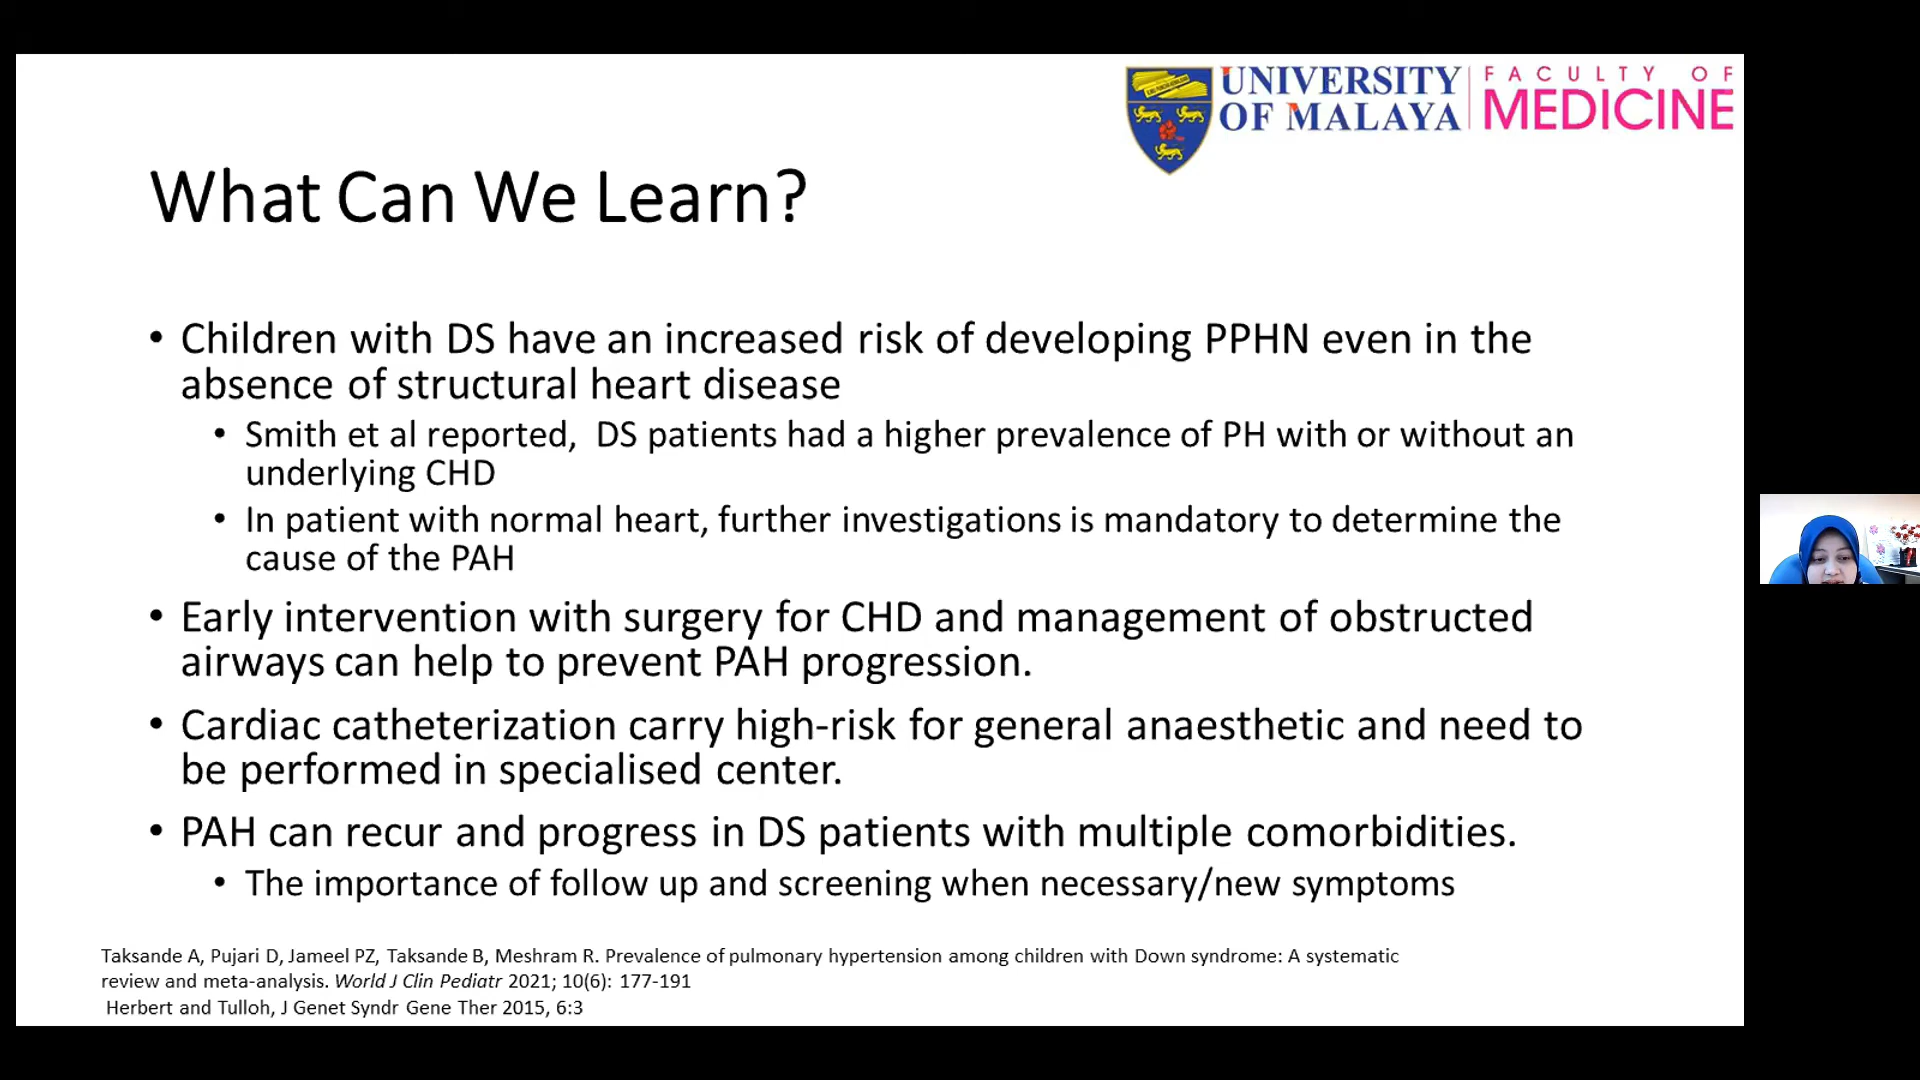 UNIVERSITY
OF MALAYA
FACULTY OF
MEDICINE
What Can We Learn?
• Children with DS have an increased risk of developing PPHN even in the
absence of structural heart disease
• Smith et al reported, DS patients had a higher prevalence of PH with or without an
underlying CHD
• In patient with normal heart, further investigations is mandatory to determine the
cause of the PAH
• Early intervention with surgery for CHD and management of obstructed
airways can help to prevent PAH progression.
• Cardiac catheterization carry high-risk for general anaesthetic and need to
be performed in specialised center.
• PAH can recur and progress in DS patients with multiple comorbidities.
• The importance of follow up and screening when necessary/new symptoms
Taksande A, Pujari D, Jameel PZ, Taksande B, Meshram R. Prevalence of pulmonary hypertension among children with Down syndrome: A systematic
review and meta-analysis. World J Clin Pediatr 2021; 10(6): 177-191
Herbert and Tulloh, J Genet Syndr Gene Ther 2015, 6:3